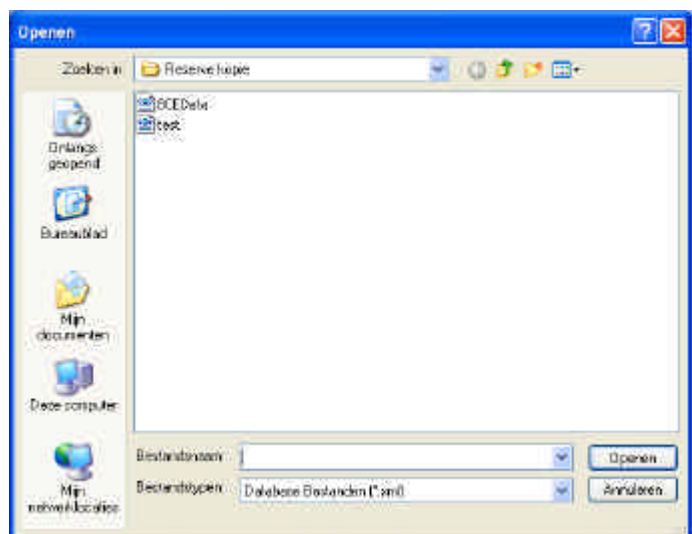 Openen
Zoeken in Reserve kopie
SCEData
test
Onlangs
geopend
Bureaublad
Mijn
documenten
Deze computer
Mijn
netwerklocaties
Bestandsnaam
Openen
Bestandstypen Database Bestanden (*.xml)
Annuleren